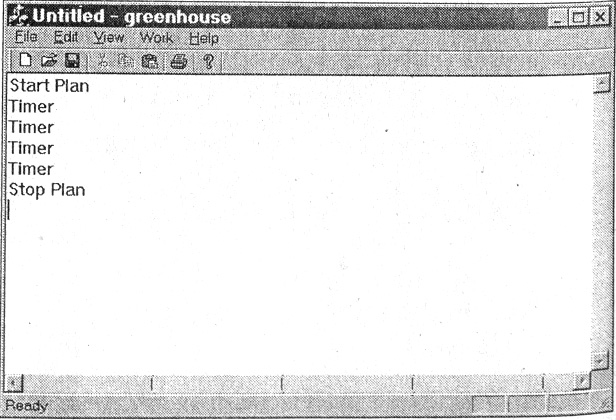 Untitled - greenhouse
File Edit View Work Help
Start Plan
Timer
Timer
Timer
Timer
Stop Plan
Ready